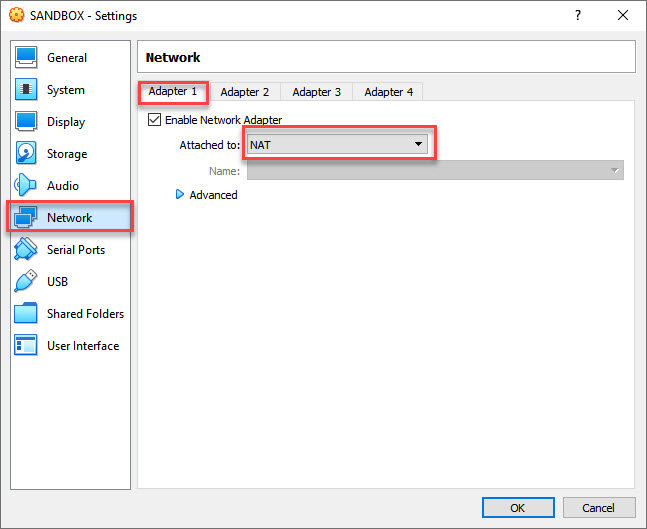 SANDBOX - Settings
?
General
System
Display
Storage
Audio
Network
Serial Ports
USB
Shared Folders
User Interface
Network
Adapter 1 Adapter 2 Adapter 3 Adapter 4
Enable Network Adapter
Attached to: NAT
Name:
Advanced
OK Cancel